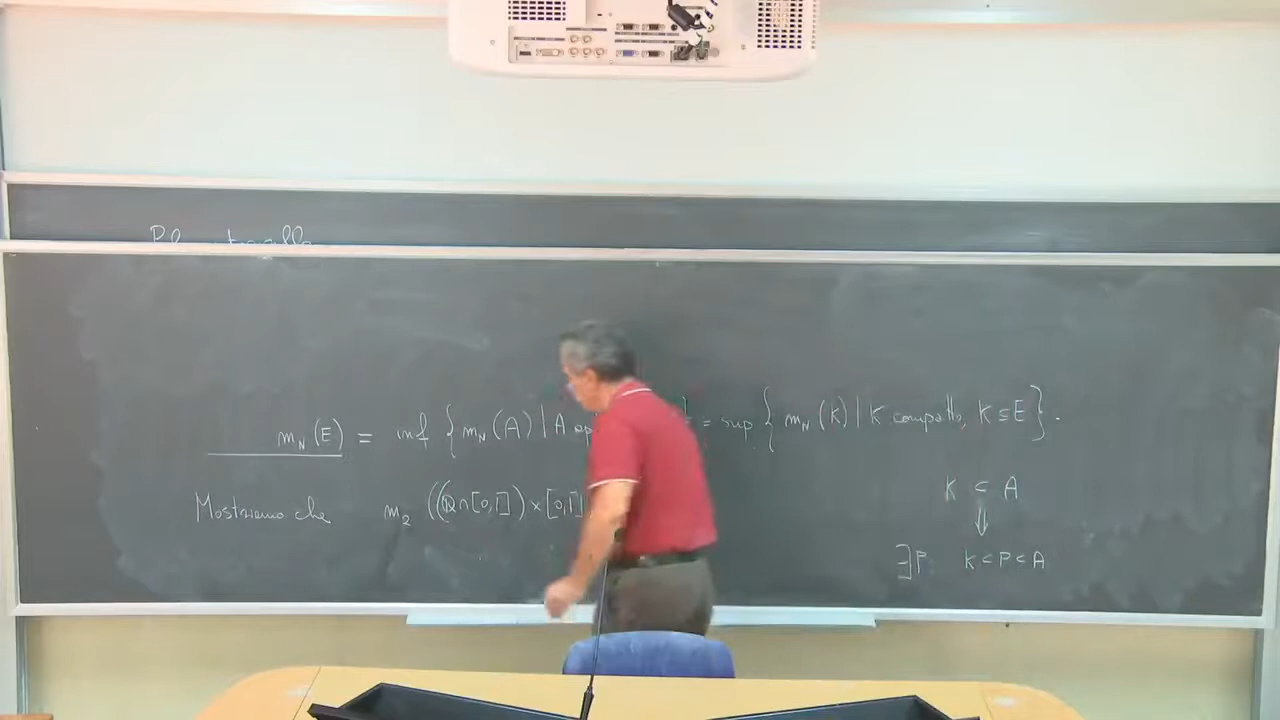 m_N(E) = inf { m_N(A) | A ap } = sup { m_N(K) | K compatto, K ⊆ E }.
Mostriamo che m_2 ((Q∩[0,1])×[0,1]
K ⊂ A
⇓
∃P: K ⊂ P ⊂ A